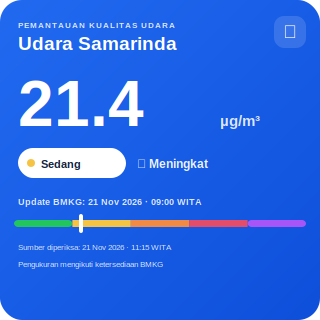 PEMANTAUAN KUALITAS UDARA
Udara Samarinda
21.4
µg/m³
Sedang
Meningkat
Update BMKG: 21 Nov 2026 · 09:00 WITA
Sumber diperiksa: 21 Nov 2026 · 11:15 WITA
Pengukuran mengikuti ketersediaan BMKG